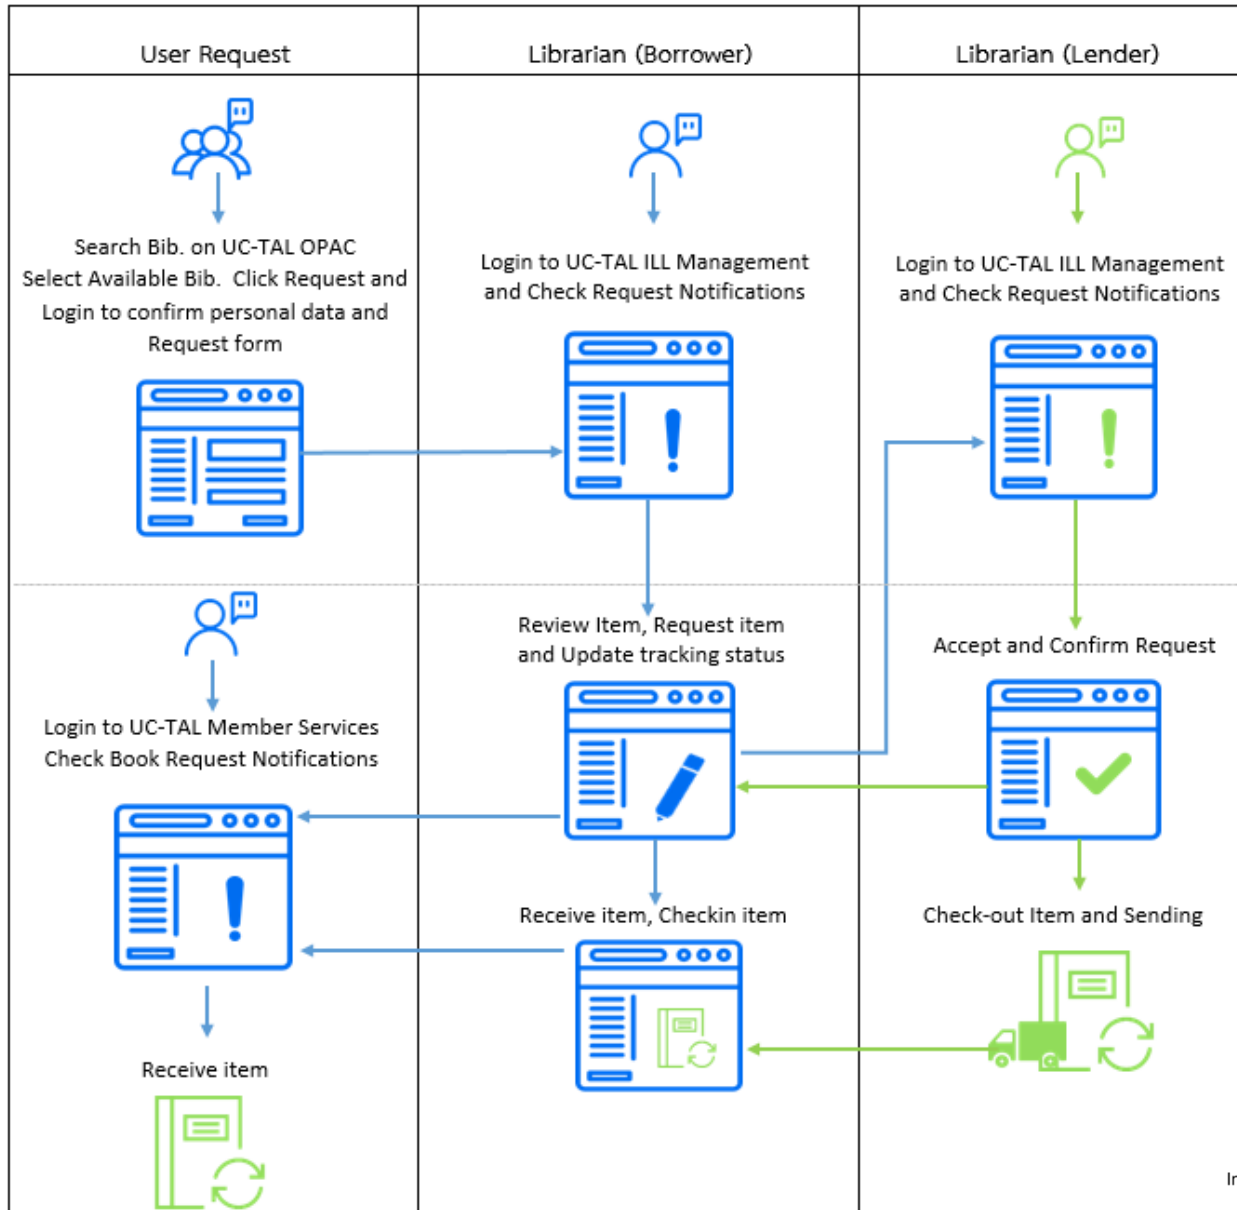 User Request
Librarian (Borrower)
Librarian (Lender)
Search Bib. on UC-TAL OPAC
Select Available Bib. Click Request and
Login to confirm personal data and
Request form
Login to UC-TAL ILL Management
and Check Request Notifications
Login to UC-TAL ILL Management
and Check Request Notifications
Login to UC-TAL Member Services
Check Book Request Notifications
Review Item, Request item
and Update tracking status
Accept and Confirm Request
Receive item, Checkin item
Check-out Item and Sending
Receive item